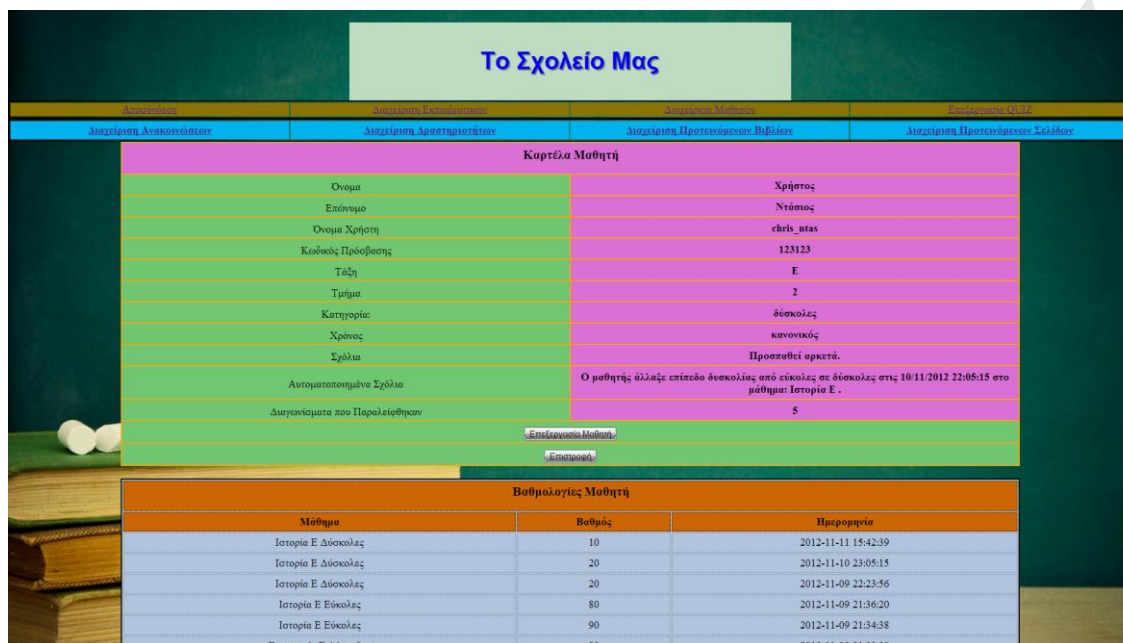 Το Σχολείο Μας
Αποσύνδεση Διαχείριση Εκπαιδευτικών Διαχείριση Μαθητών Επεξεργασία QUIZ
Διαχείριση Ανακοινώσεων Διαχείριση Δραστηριοτήτων Διαχείριση Προτεινόμενων Βιβλίων Διαχείριση Προτεινόμενων Σελίδων
Καρτέλα Μαθητή
Όνομα Χρήστος
Επώνυμο Ντάσιος
Όνομα Χρήστη chris_ntas
Κωδικός Πρόσβασης 123123
Τάξη Ε
Τμήμα 2
Κατηγορία: δύσκολες
Χρόνος κανονικός
Σχόλια Προσπαθεί αρκετά.
Αυτοματοποιημένα Σχόλια Ο μαθητής άλλαξε επίπεδο δυσκολίας από εύκολες σε δύσκολες στις 10/11/2012 22:05:15 στο
μάθημα: Ιστορία Ε .
Διαγωνίσματα που Παραλείφθηκαν 5
Επεξεργασία Μαθητή
Επιστροφή
Βαθμολογίες Μαθητή
Μάθημα Βαθμός Ημερομηνία
Ιστορία Ε Δύσκολες 10 2012-11-11 15:42:39
Ιστορία Ε Δύσκολες 20 2012-11-10 23:05:15
Ιστορία Ε Δύσκολες 20 2012-11-09 22:23:56
Ιστορία Ε Εύκολες 80 2012-11-09 21:36:20
Ιστορία Ε Εύκολες 90 2012-11-09 21:34:38